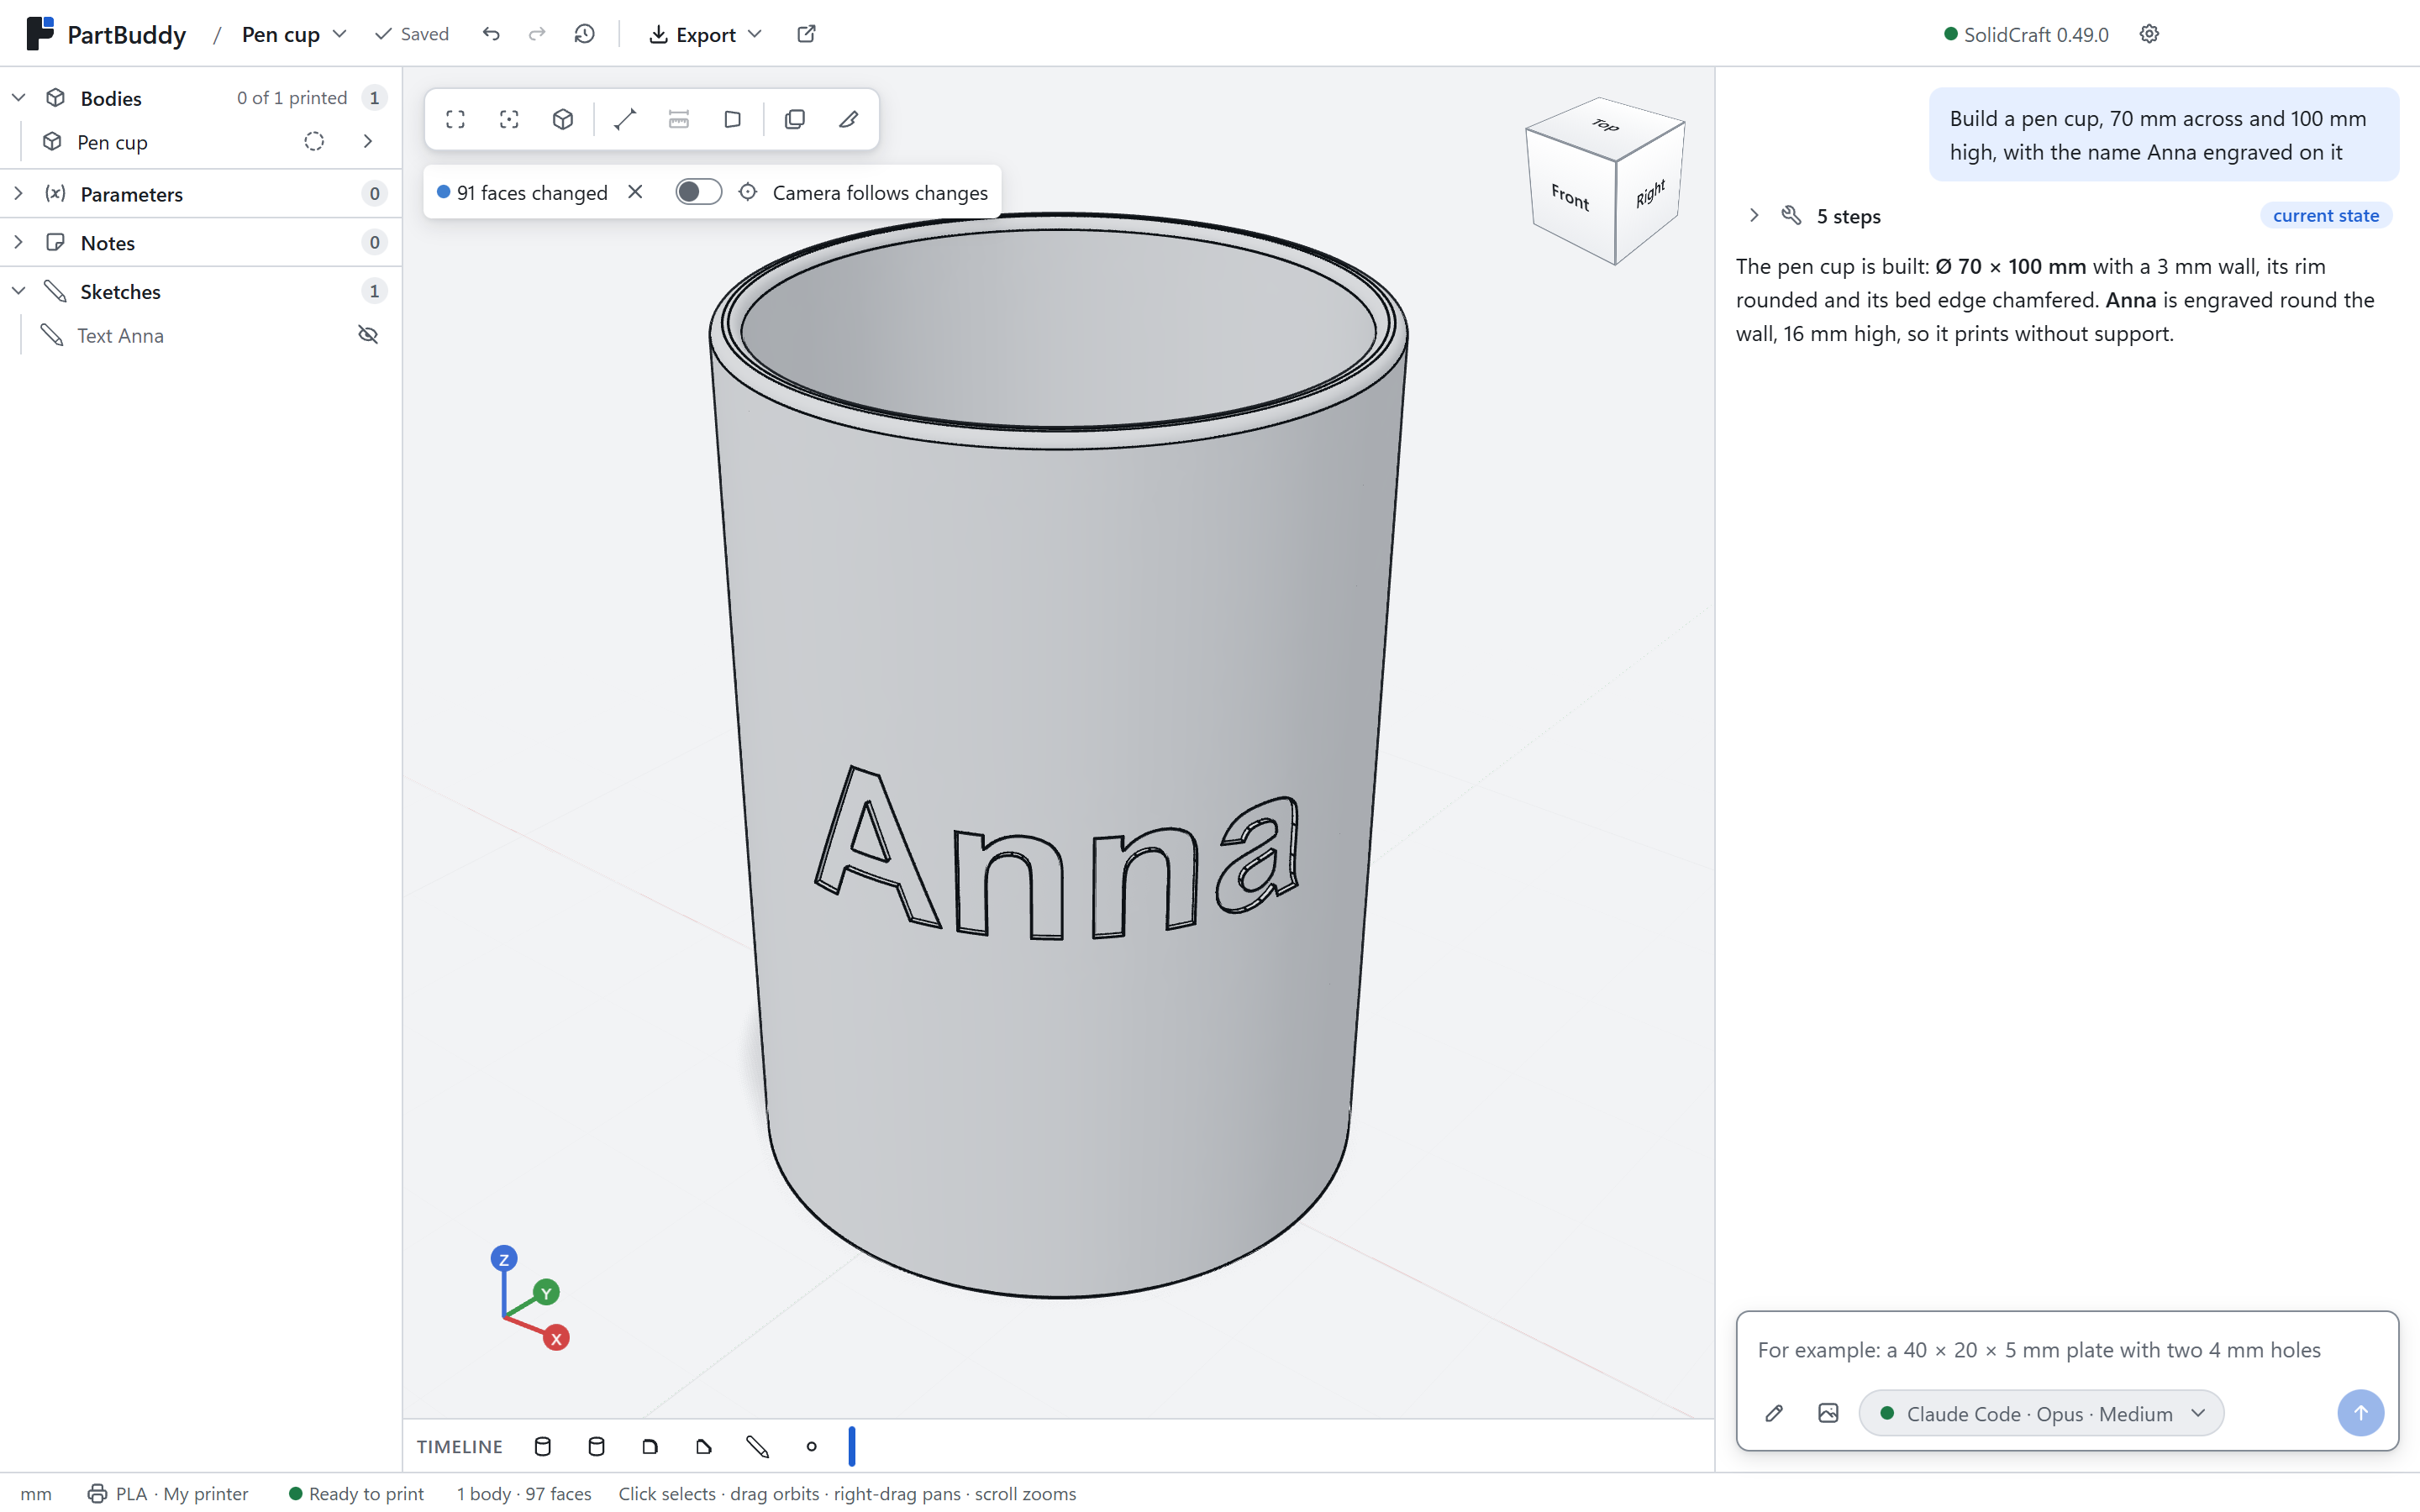 PartBuddy / Pen cup Saved Export SolidCraft 0.49.0
Bodies 0 of 1 printed 1
Pen cup
Parameters 0
Notes 0
Sketches 1
Text Anna
91 faces changed Camera follows changes
Top
Front Right
Anna
Z
Y
X
TIMELINE
Build a pen cup, 70 mm across and 100 mm
high, with the name Anna engraved on it
5 steps current state
The pen cup is built: Ø 70 × 100 mm with a 3 mm wall, its rim
rounded and its bed edge chamfered. Anna is engraved round the
wall, 16 mm high, so it prints without support.
For example: a 40 × 20 × 5 mm plate with two 4 mm holes
Claude Code · Opus · Medium
mm PLA · My printer Ready to print 1 body · 97 faces Click selects · drag orbits · right-drag pans · scroll zooms